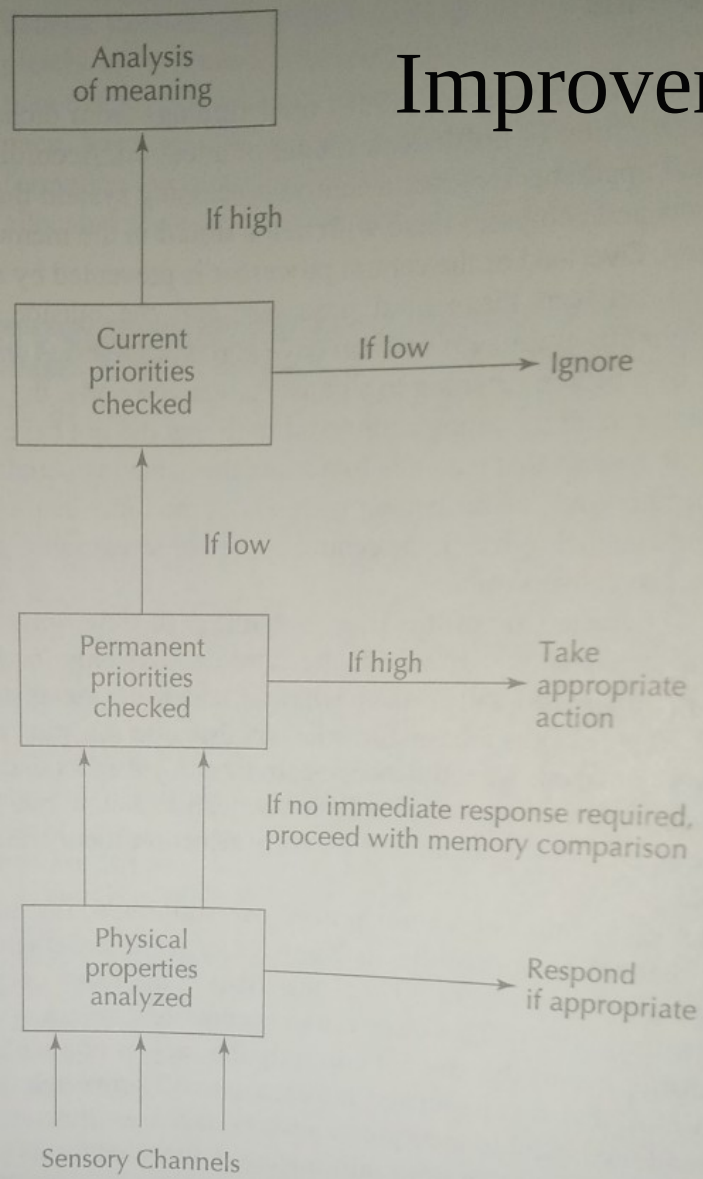 Analysis
of meaning
If high
Current
priorities
checked
If low
Ignore
If low
Permanent
priorities
checked
If high
Take
appropriate
action
If no immediate response required,
proceed with memory comparison
Physical
properties
analyzed
Respond
if appropriate
Sensory Channels